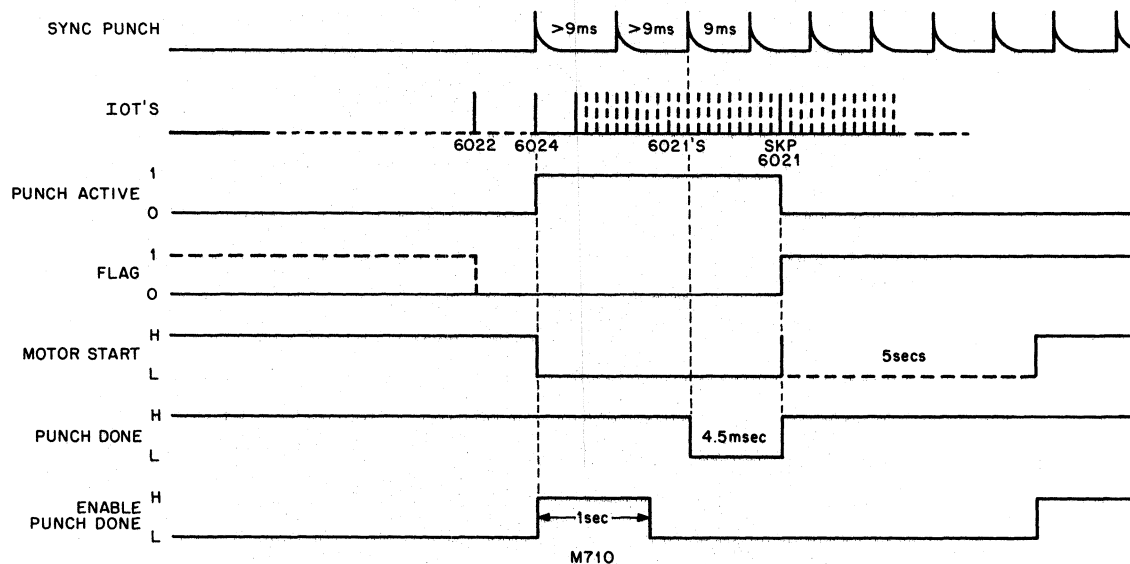 SYNC PUNCH
>9ms >9ms 9ms
IOT'S
6022 6024 6021'S SKP
6021
PUNCH ACTIVE
1
0
FLAG
1
0
MOTOR START
H
L
5secs
PUNCH DONE
H
L
4.5msec
ENABLE
PUNCH DONE
H
L
1sec
M710